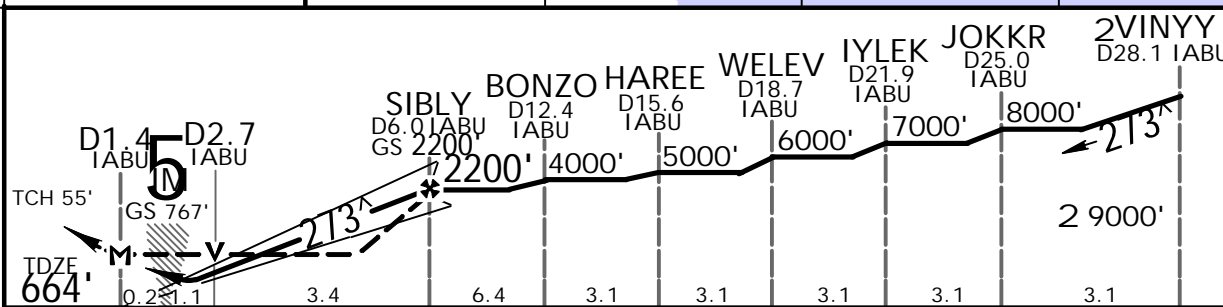 2VINYY
D28.1 IABU
JOKKR
D25.0
IABU
IYLEK
D21.9
IABU
WELEV
D18.7
IABU
HAREE
D15.6
IABU
BONZO
D12.4
IABU
SIBLY
D6.0 IABU
GS 2200'
D1.4
IABU
5
M
D2.7
IABU
TCH 55'
GS 767'
2200'
4000'
5000'
6000'
7000'
8000'
273^
273^
2 9000'
M
V
TDZE
664'
0.2 1.1 3.4 6.4 3.1 3.1 3.1 3.1 3.1